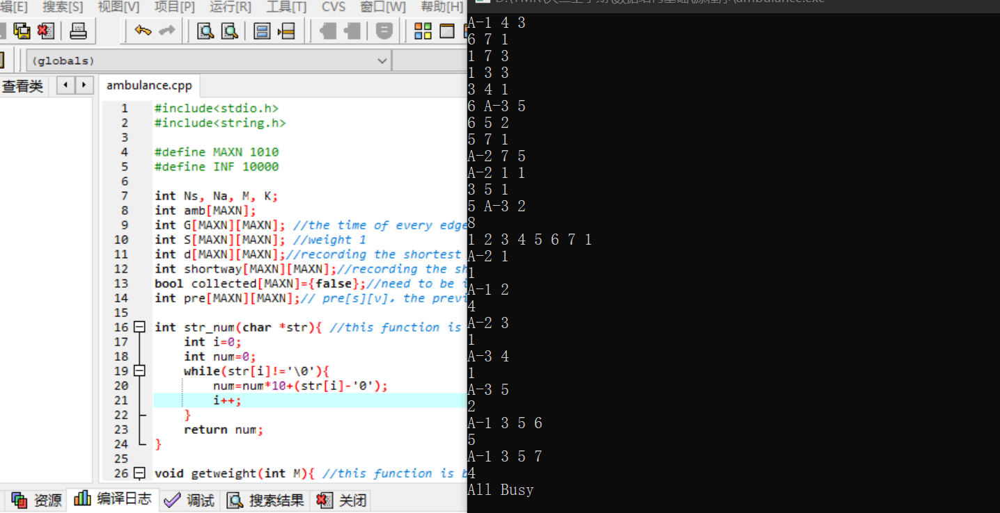 辑[E] 搜索[S] 视图[V] 项目[P] 运行[R] 工具[T] CVS 窗口[W] 帮助[H]
(globals)
查看类
ambulance.cpp
1 #include<stdio.h>
2 #include<string.h>
3
4 #define MAXN 1010
5 #define INF 10000
6
7 int Ns, Na, M, K;
8 int amb[MAXN];
9 int G[MAXN][MAXN]; //the time of every edge
10 int S[MAXN][MAXN]; //weight 1
11 int d[MAXN][MAXN];//recording the shortest
12 int shortway[MAXN][MAXN];//recording the
13 bool collected[MAXN]={false};//need to be
14 int pre[MAXN][MAXN];// pre[s][v], the
15
16 int str_num(char *str){ //this function is
17 int i=0;
18 int num=0;
19 while(str[i]!='\0'){
20 num=num*10+(str[i]-'0');
21 i++;
22 }
23 return num;
24 }
25
26 void getweight(int M){ //this function is
资源 编译日志 调试 搜索结果 关闭
A-1 4 3
6 7 1
1 7 3
1 3 3
3 4 1
6 A-3 5
6 5 2
5 7 1
A-2 7 5
A-2 1 1
3 5 1
5 A-3 2
8
1 2 3 4 5 6 7 1
A-2 1
1
A-1 2
4
A-2 3
1
A-3 4
1
A-3 5
2
A-1 3 5 6
5
A-1 3 5 7
4
All Busy